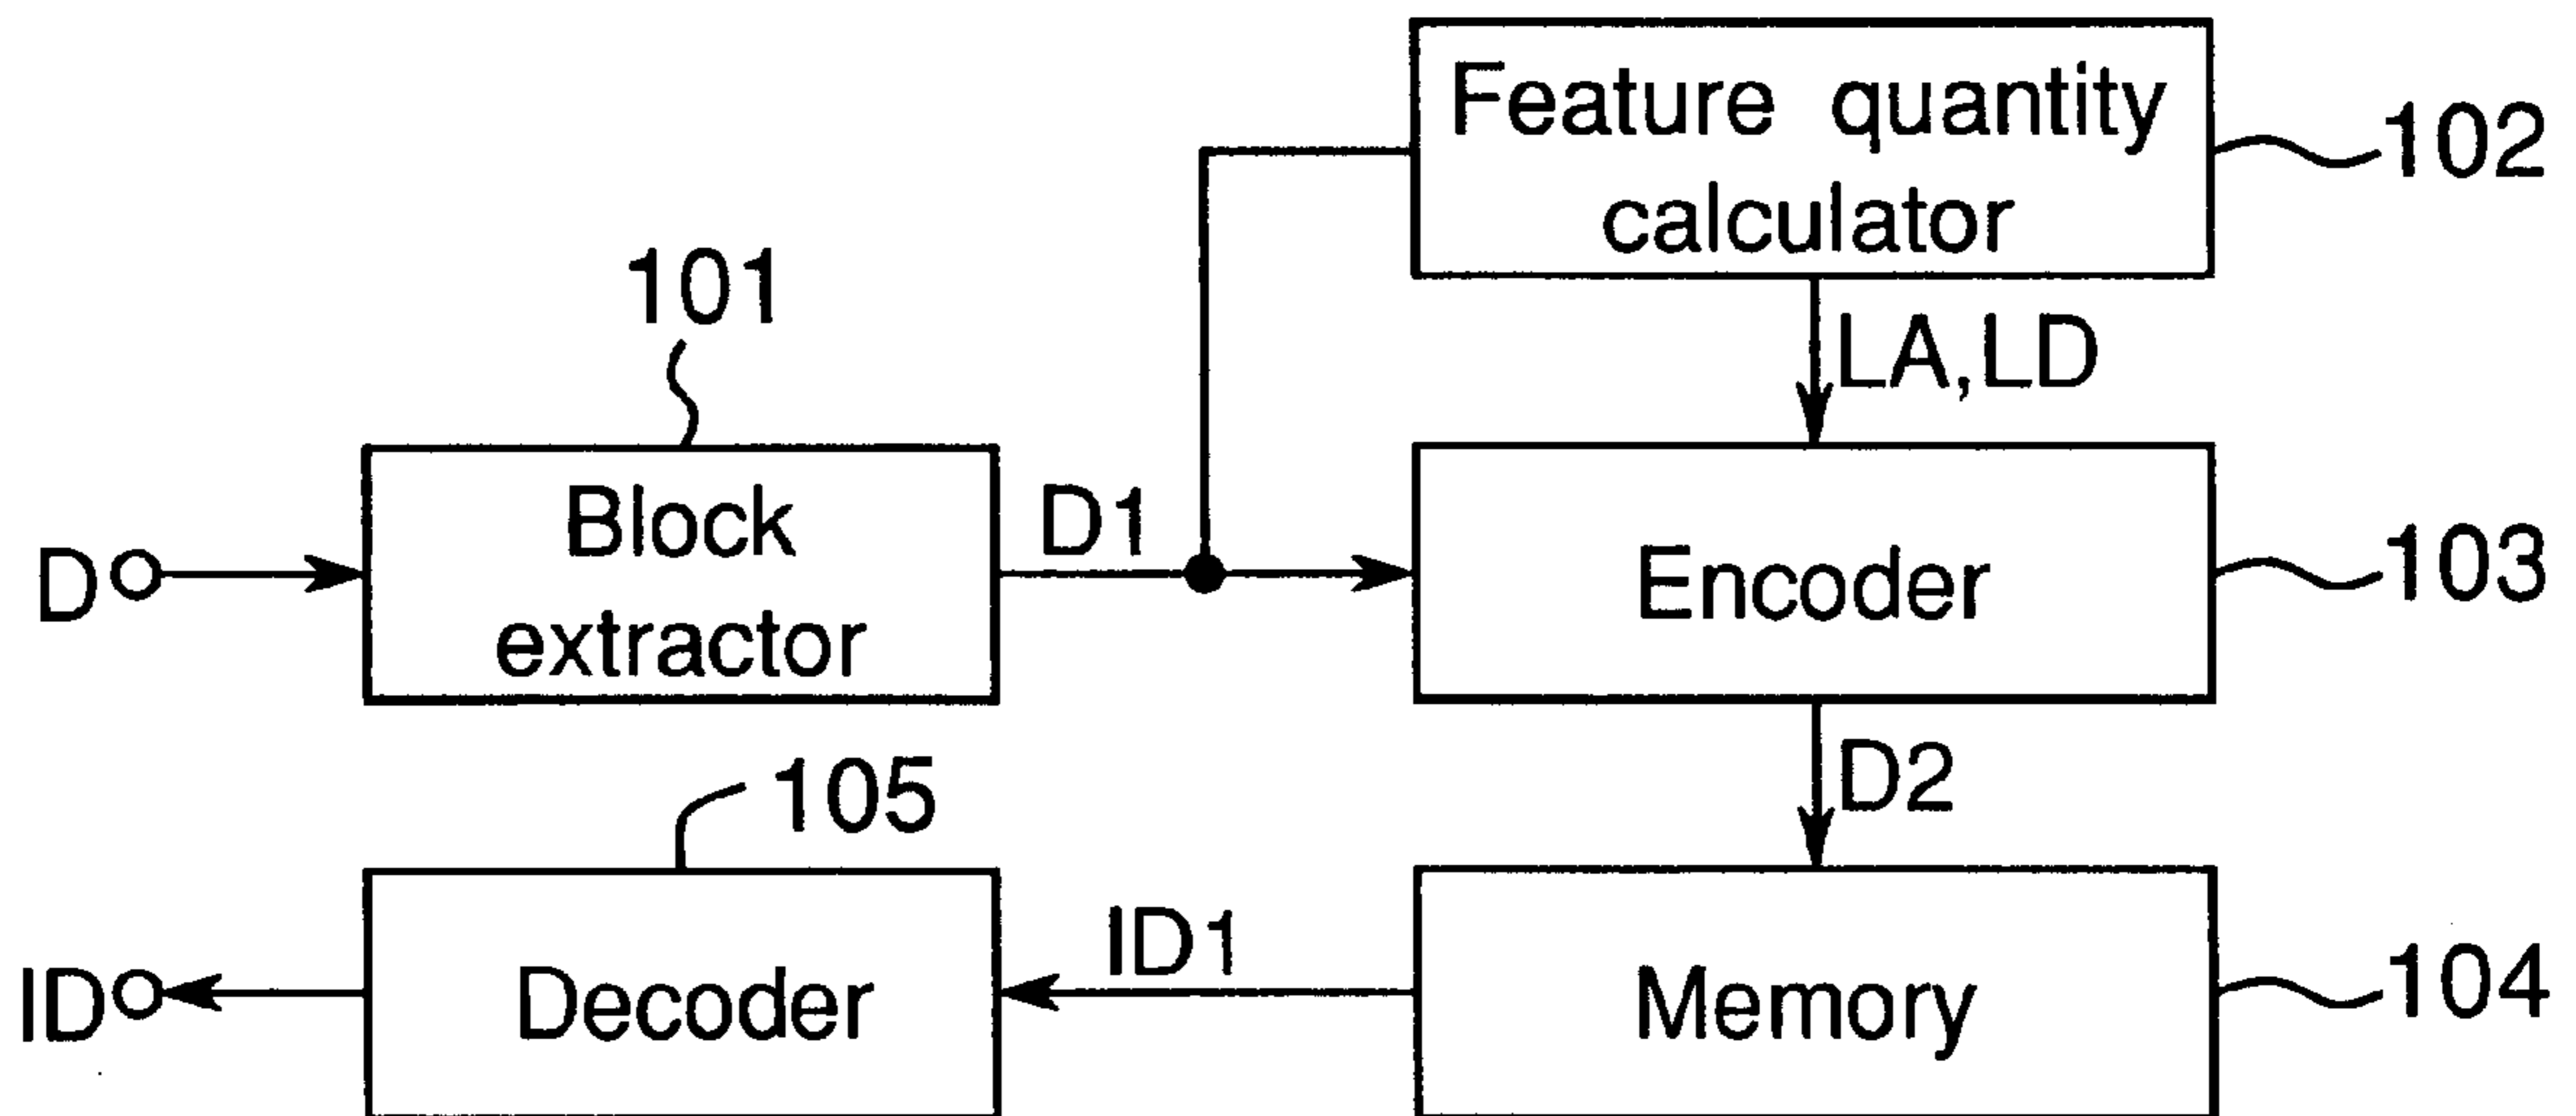 Feature quantity
calculator
102
101
LA,LD
Block
extractor
D1
D
Encoder
103
D2
105
ID1
ID
Decoder
Memory
104